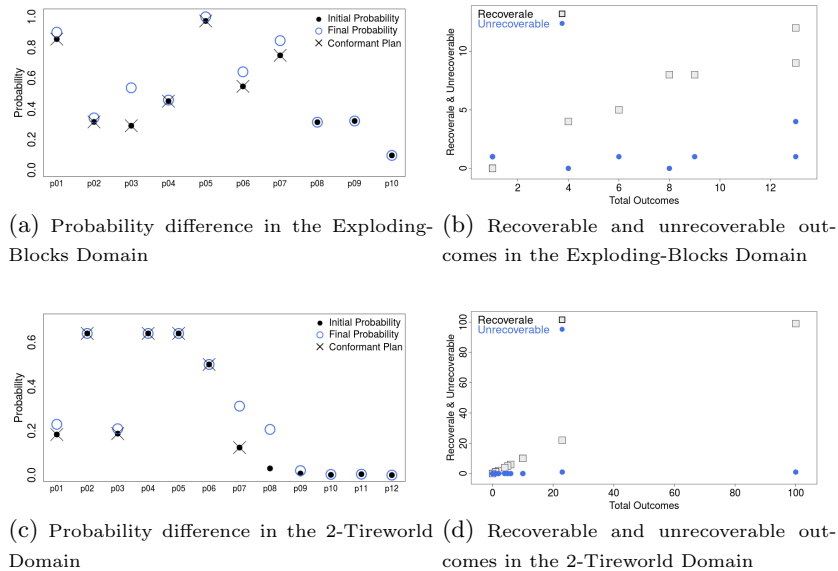 Initial Probability
Final Probability
Conformant Plan
Probability
0.0 0.2 0.4 0.6 0.8 1.0
p01 p02 p03 p04 p05 p06 p07 p08 p09 p10
Recoverale
Unrecoverable
Recoverale & Unrecoverable
0 5 10
2 4 6 8 10 12
Total Outcomes
(a) Probability difference in the Exploding-
Blocks Domain
(b) Recoverable and unrecoverable out-
comes in the Exploding-Blocks Domain
Initial Probability
Final Probability
Conformant Plan
Probability
0.0 0.2 0.4 0.6
p01 p02 p03 p04 p05 p06 p07 p08 p09 p10 p11 p12
Recoverale
Unrecoverable
Recoverale & Unrecoverable
0 20 40 60 80 100
0 20 40 60 80 100
Total Outcomes
(c) Probability difference in the 2-Tireworld
Domain
(d) Recoverable and unrecoverable out-
comes in the 2-Tireworld Domain